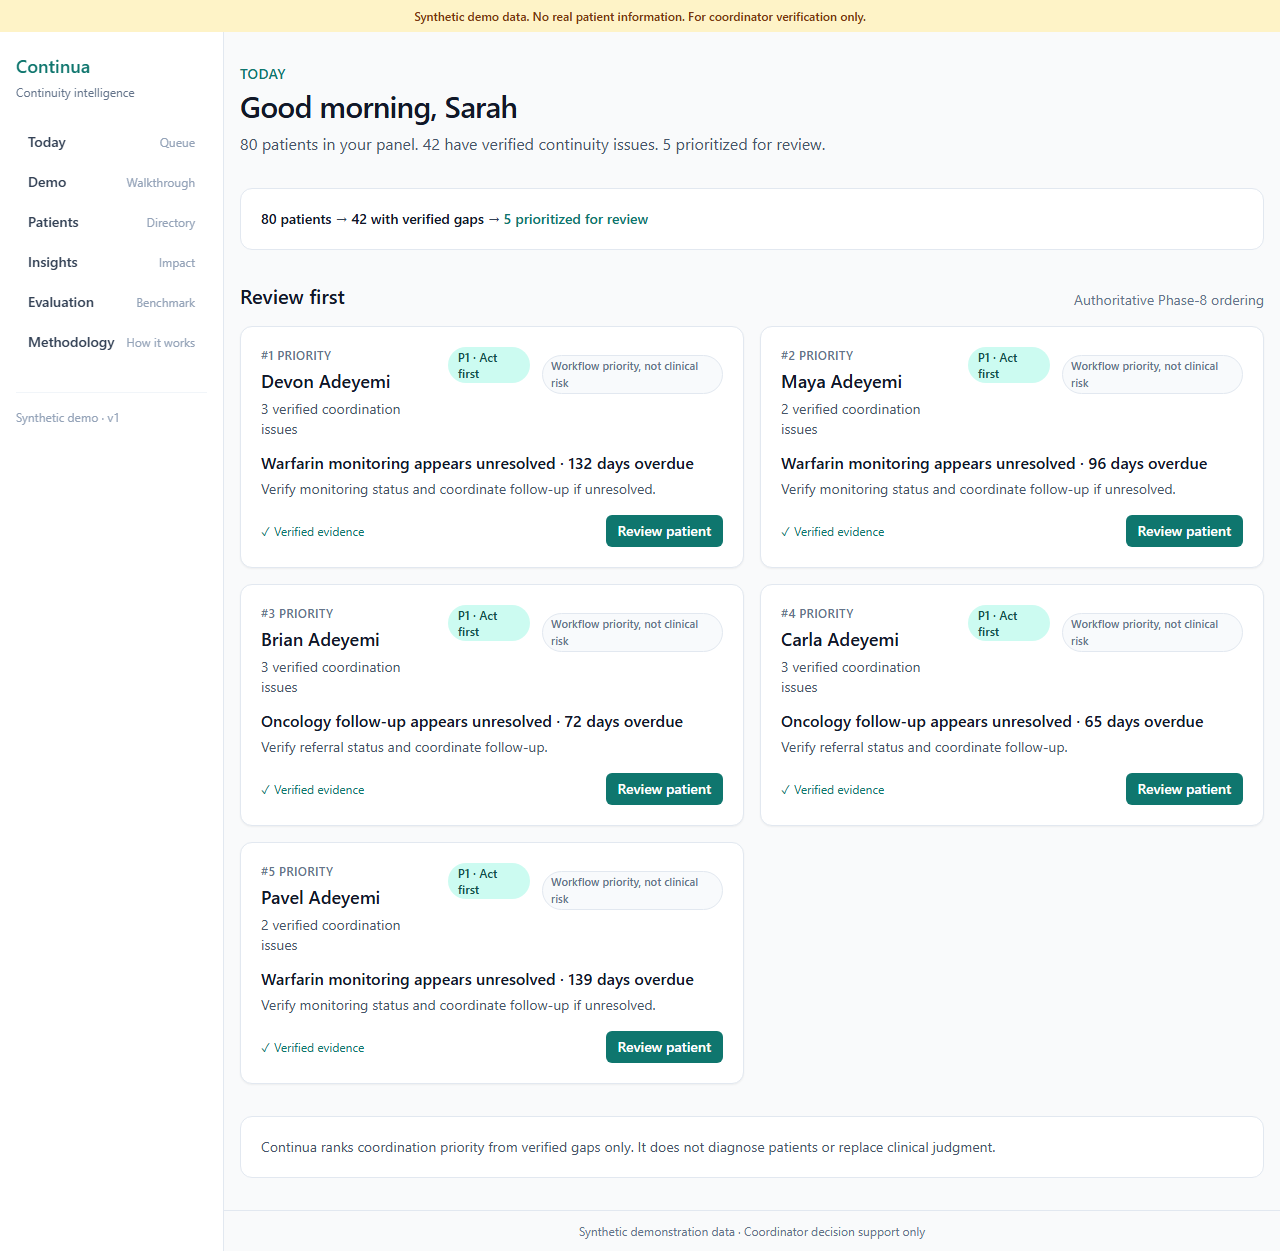 Synthetic demo data. No real patient information. For coordinator verification only.
Continua
Continuity intelligence
Today Queue
Demo Walkthrough
Patients Directory
Insights Impact
Evaluation Benchmark
Methodology How it works
Synthetic demo · v1
TODAY
Good morning, Sarah
80 patients in your panel. 42 have verified continuity issues. 5 prioritized for review.
80 patients → 42 with verified gaps → 5 prioritized for review
Review first
Authoritative Phase-8 ordering
#1 PRIORITY
Devon Adeyemi
3 verified coordination
issues
P1 · Act
first
Workflow priority, not clinical
risk
Warfarin monitoring appears unresolved · 132 days overdue
Verify monitoring status and coordinate follow-up if unresolved.
✓ Verified evidence
Review patient
#2 PRIORITY
Maya Adeyemi
2 verified coordination
issues
P1 · Act
first
Workflow priority, not clinical
risk
Warfarin monitoring appears unresolved · 96 days overdue
Verify monitoring status and coordinate follow-up if unresolved.
✓ Verified evidence
Review patient
#3 PRIORITY
Brian Adeyemi
3 verified coordination
issues
P1 · Act
first
Workflow priority, not clinical
risk
Oncology follow-up appears unresolved · 72 days overdue
Verify referral status and coordinate follow-up.
✓ Verified evidence
Review patient
#4 PRIORITY
Carla Adeyemi
3 verified coordination
issues
P1 · Act
first
Workflow priority, not clinical
risk
Oncology follow-up appears unresolved · 65 days overdue
Verify referral status and coordinate follow-up.
✓ Verified evidence
Review patient
#5 PRIORITY
Pavel Adeyemi
2 verified coordination
issues
P1 · Act
first
Workflow priority, not clinical
risk
Warfarin monitoring appears unresolved · 139 days overdue
Verify monitoring status and coordinate follow-up if unresolved.
✓ Verified evidence
Review patient
Continua ranks coordination priority from verified gaps only. It does not diagnose patients or replace clinical judgment.
Synthetic demonstration data · Coordinator decision support only